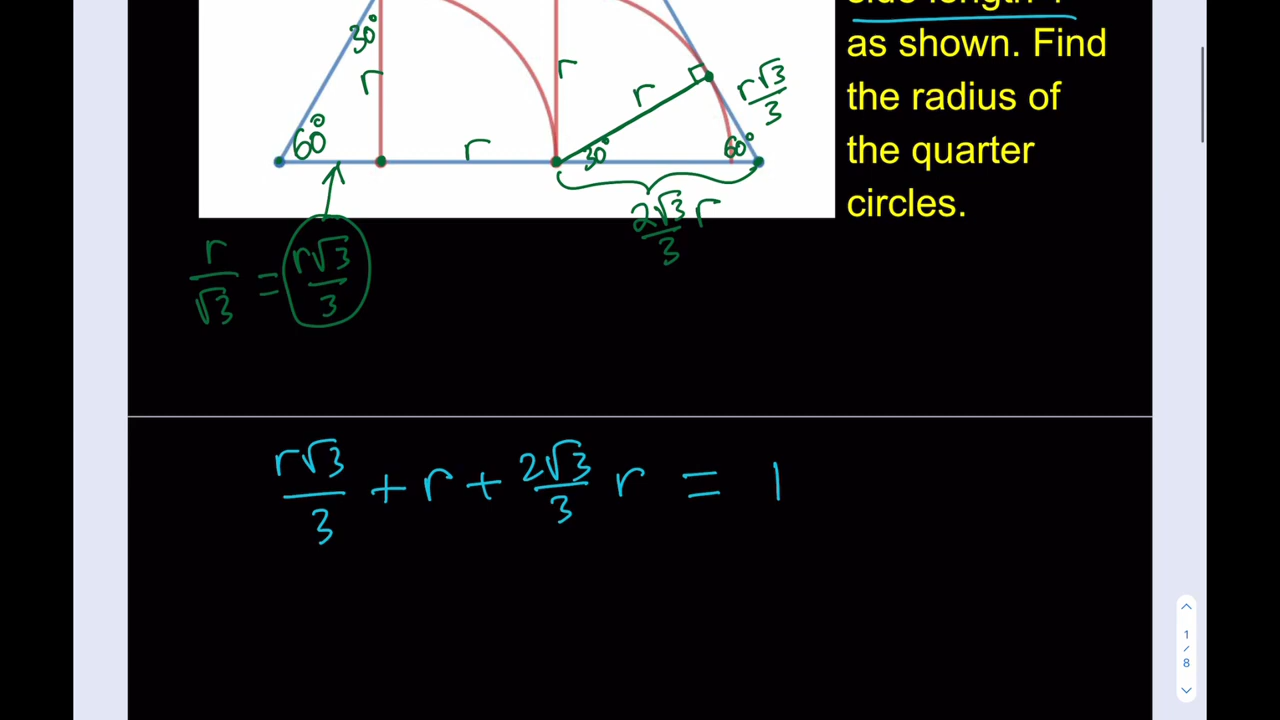 as shown. Find
the radius of
the quarter
circles.
30°
r
r
r
r√3/3
60°
r
30°
60°
2√3/3 r
r/√3 = r√3/3
r√3/3 + r + 2√3/3 r = 1
1
/
8